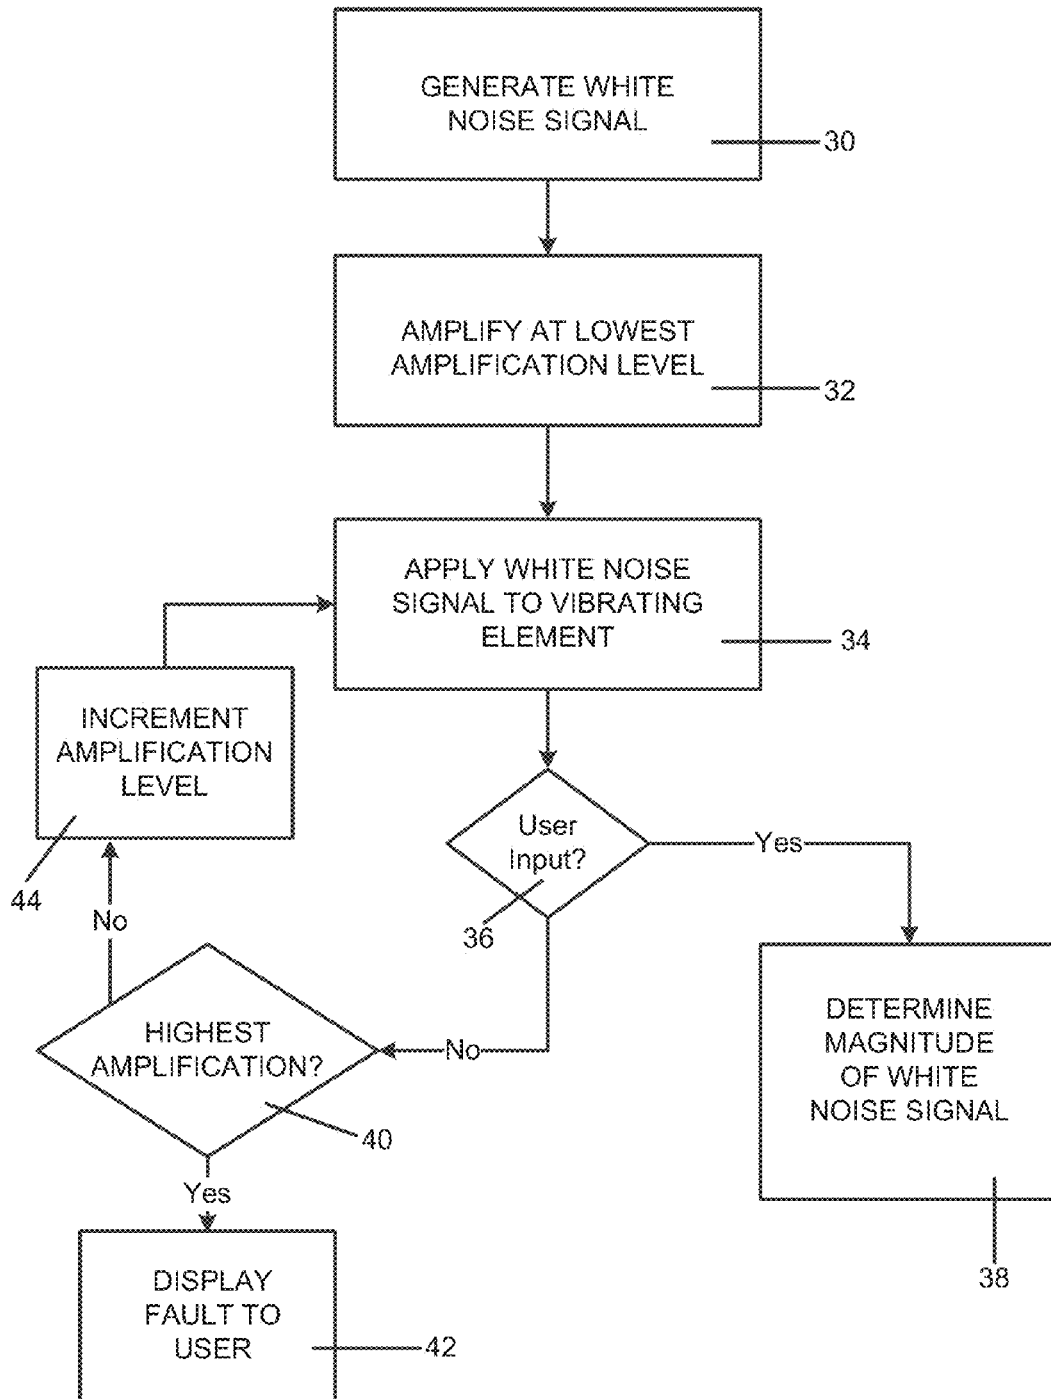 GENERATE WHITE
NOISE SIGNAL
30
AMPLIFY AT LOWEST
AMPLIFICATION LEVEL
32
APPLY WHITE NOISE
SIGNAL TO VIBRATING
ELEMENT
34
INCREMENT
AMPLIFICATION
LEVEL
44
User
Input?
36
Yes
No
No
HIGHEST
AMPLIFICATION?
40
DETERMINE
MAGNITUDE
OF WHITE
NOISE SIGNAL
38
Yes
DISPLAY
FAULT TO
USER
42